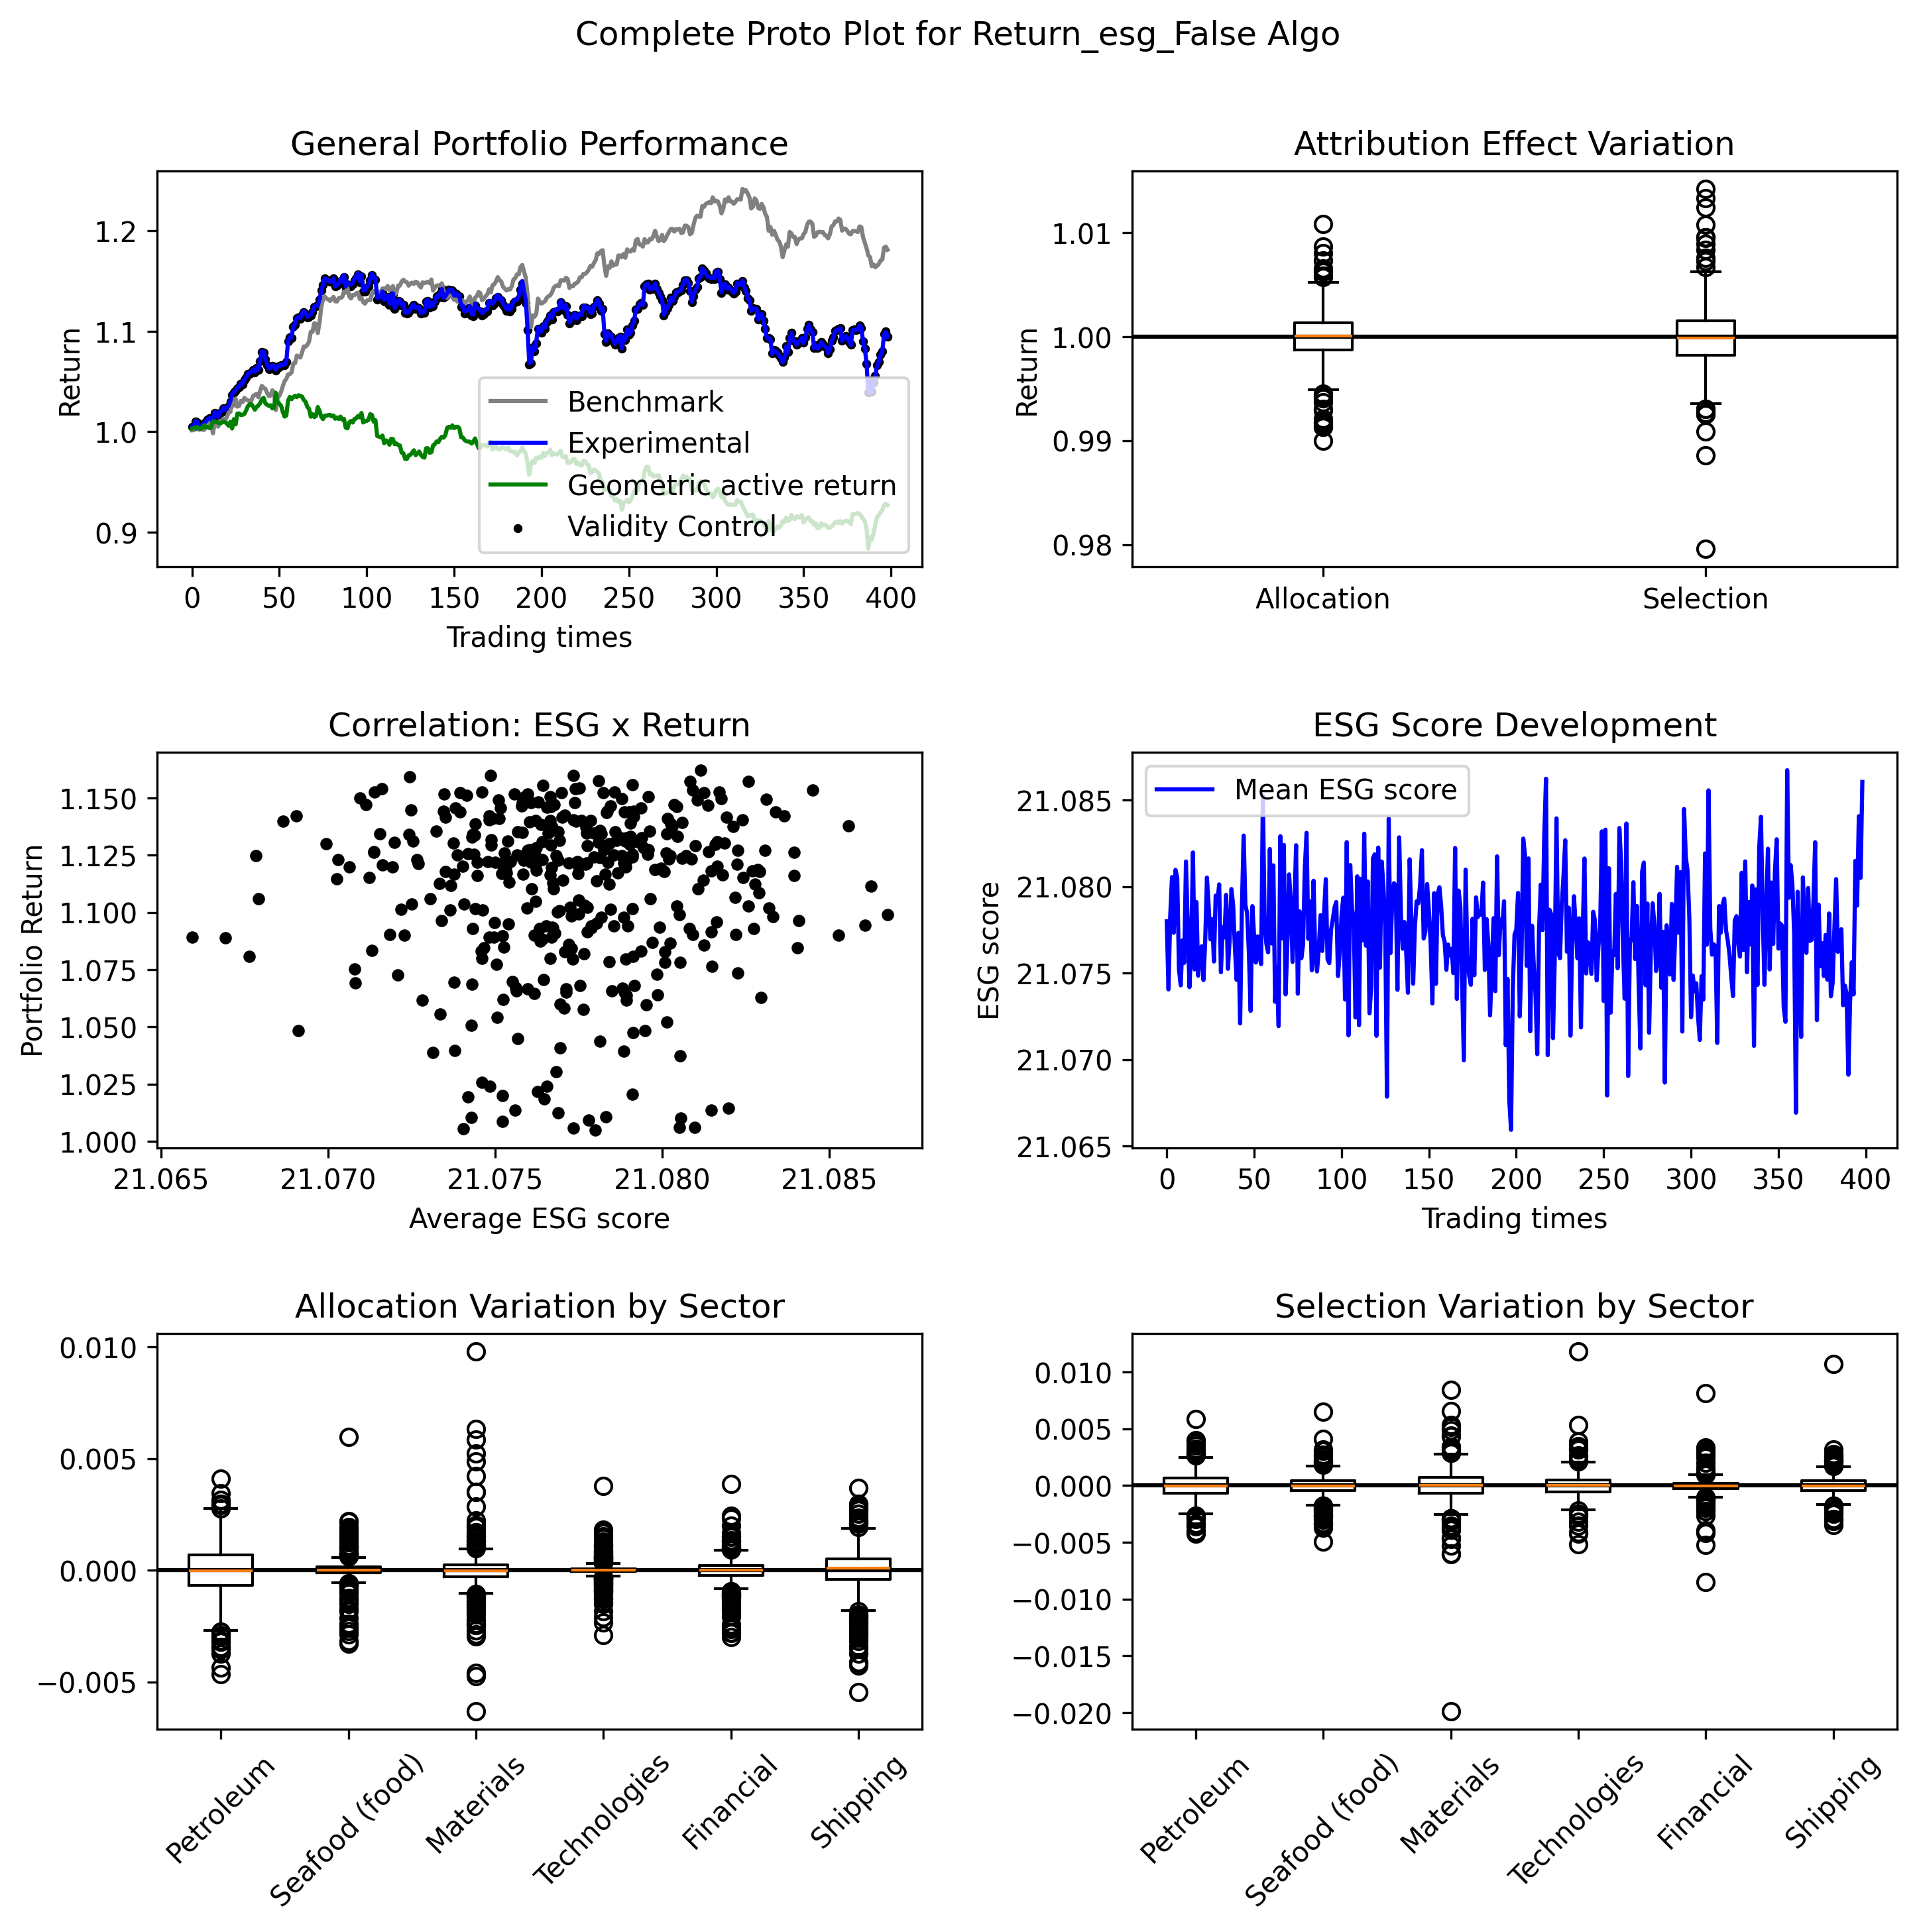 Complete Proto Plot for Return_esg_False Algo
General Portfolio Performance
Return
1.2
1.1
1.0
0.9
Benchmark
Experimental
Geometric active return
Validity Control
0 50 100 150 200 250 300 350 400
Trading times
Attribution Effect Variation
Return
1.01
1.00
0.99
0.98
Allocation Selection
Correlation: ESG x Return
Portfolio Return
1.150
1.125
1.100
1.075
1.050
1.025
1.000
21.065 21.070 21.075 21.080 21.085
Average ESG score
ESG Score Development
ESG score
Mean ESG score
21.085
21.080
21.075
21.070
21.065
0 50 100 150 200 250 300 350 400
Trading times
Allocation Variation by Sector
0.010
0.005
0.000
−0.005
Petroleum
Seafood (food)
Materials
Technologies
Financial
Shipping
Selection Variation by Sector
0.010
0.005
0.000
−0.005
−0.010
−0.015
−0.020
Petroleum
Seafood (food)
Materials
Technologies
Financial
Shipping